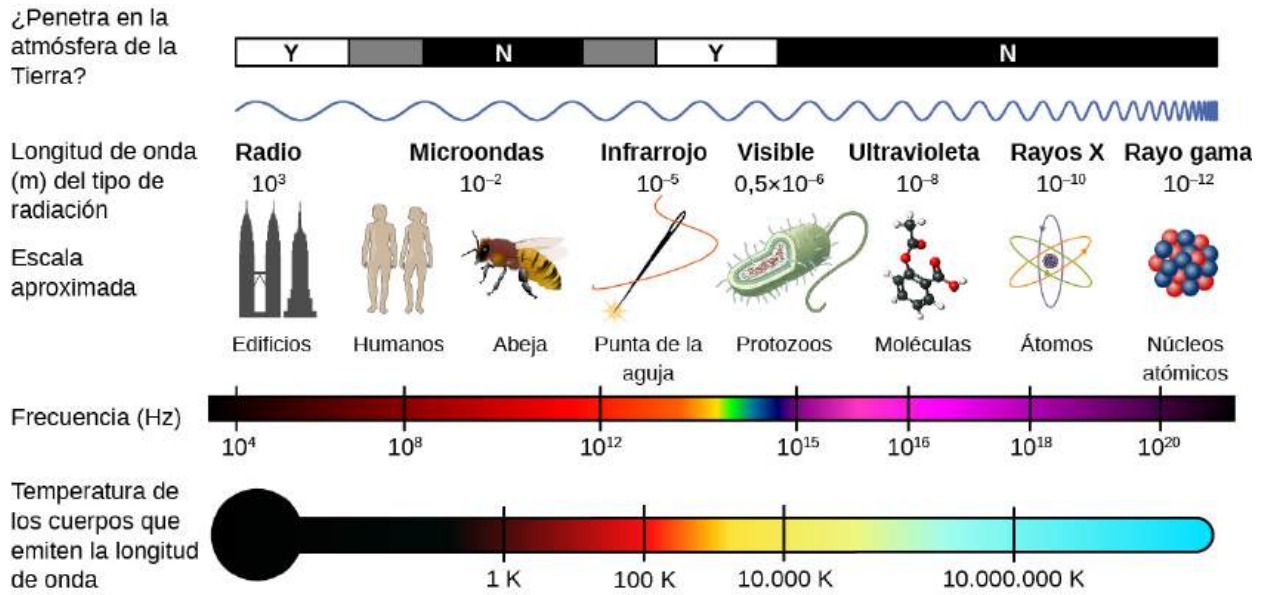 ¿Penetra en la
atmósfera de la
Tierra?
Y N Y N
Longitud de onda
(m) del tipo de
radiación
Radio Microondas Infrarrojo Visible Ultravioleta Rayos X Rayo gama
10³ 10⁻² 10⁻⁵ 0,5×10⁻⁶ 10⁻⁸ 10⁻¹⁰ 10⁻¹²
Escala
aproximada
Edificios Humanos Abeja Punta de la Protozoos Moléculas Átomos Núcleos
aguja atómicos
Frecuencia (Hz)
10⁴ 10⁸ 10¹² 10¹⁵ 10¹⁶ 10¹⁸ 10²⁰
Temperatura de
los cuerpos que
emiten la longitud
de onda
1 K 100 K 10.000 K 10.000.000 K